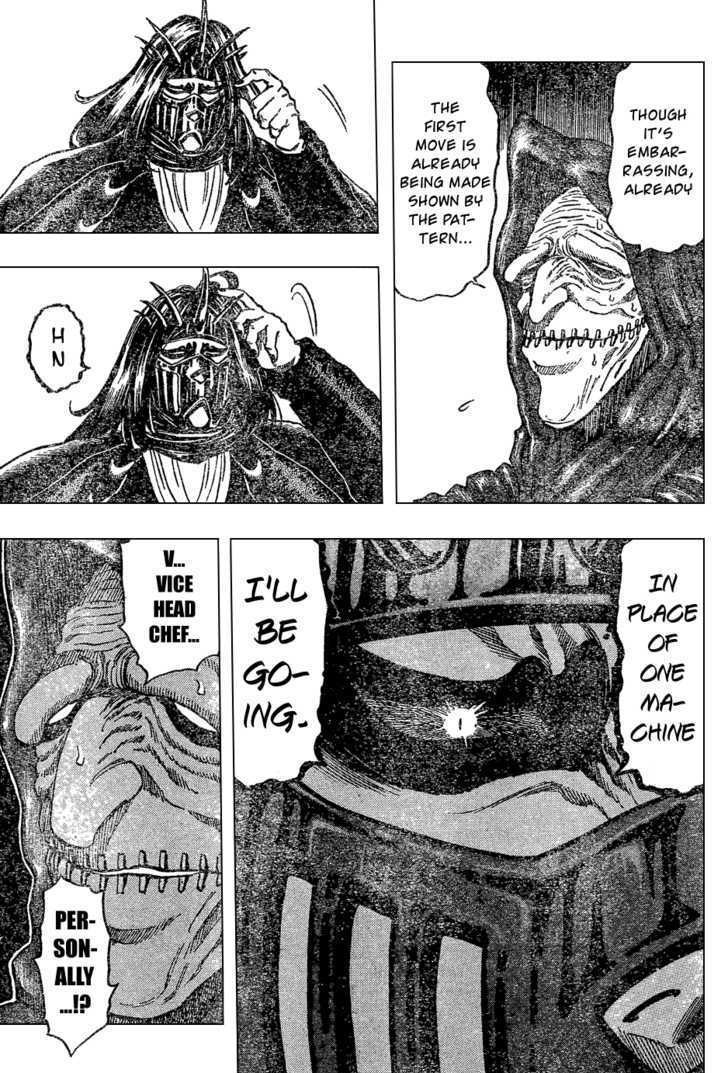 THOUGH
IT'S
EMBAR-
RASSING,
ALREADY
THE
FIRST
MOVE IS
ALREADY
BEING MADE
SHOWN BY
THE PAT-
TERN...
H
N
IN
PLACE
OF
ONE
MA-
CHINE
I'LL
BE
GO-
ING.
V...
VICE
HEAD
CHEF...
PER-
SON-
ALLY
...!?